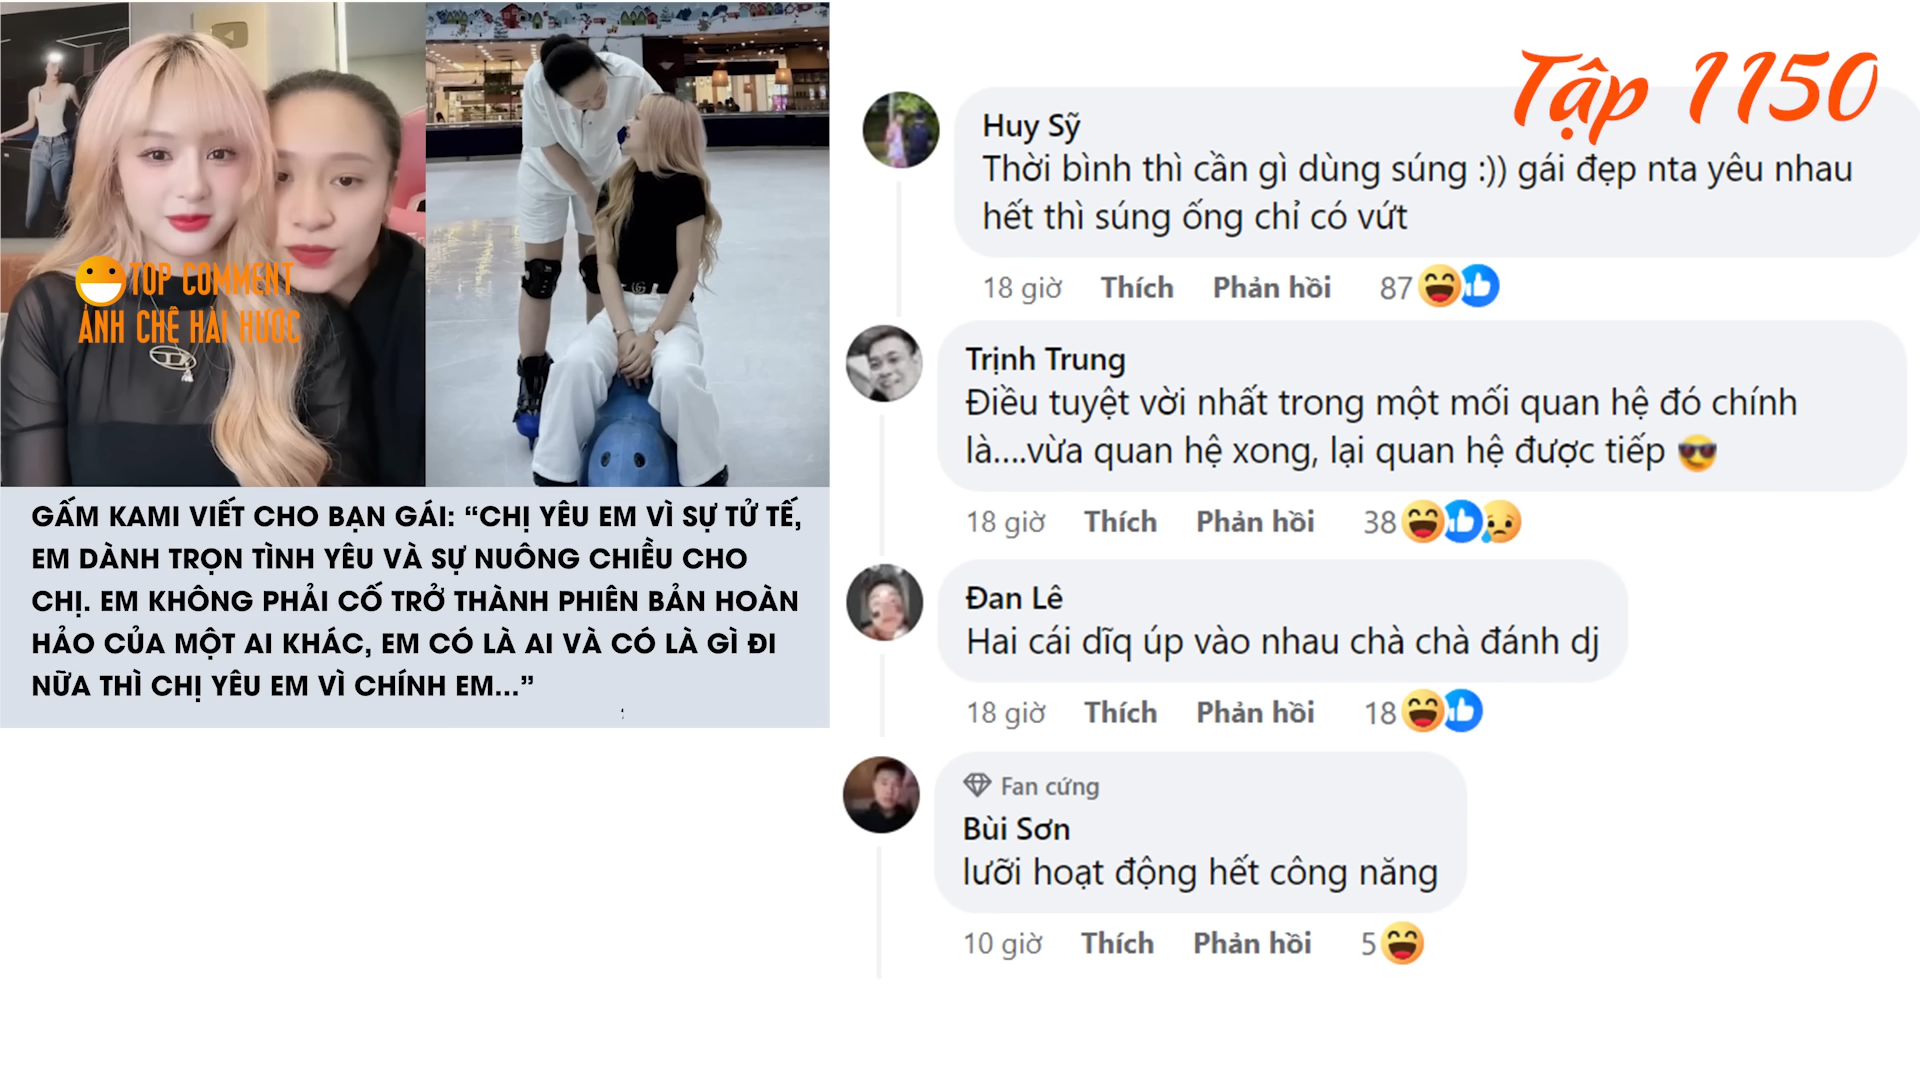 TOP COMMENT
ẢNH CHẾ HÀI HƯỚC
GẤM KAMI VIẾT CHO BẠN GÁI: “CHỊ YÊU EM VÌ SỰ TỬ TẾ,
EM DÀNH TRỌN TÌNH YÊU VÀ SỰ NUÔNG CHIỀU CHO
CHỊ. EM KHÔNG PHẢI CỐ TRỞ THÀNH PHIÊN BẢN HOÀN
HẢO CỦA MỘT AI KHÁC, EM CÓ LÀ AI VÀ CÓ LÀ GÌ ĐI
NỮA THÌ CHỊ YÊU EM VÌ CHÍNH EM...”
Tập 1150
Huy Sỹ
Thời bình thì cần gì dùng súng :)) gái đẹp nta yêu nhau
hết thì súng ống chỉ có vứt
18 giờ Thích Phản hồi 87
Trịnh Trung
Điều tuyệt vời nhất trong một mối quan hệ đó chính
là....vừa quan hệ xong, lại quan hệ được tiếp 😎
18 giờ Thích Phản hồi 38
Đan Lê
Hai cái dĩq úp vào nhau chà chà đánh dj
18 giờ Thích Phản hồi 18
Fan cứng
Bùi Sơn
lưỡi hoạt động hết công năng
10 giờ Thích Phản hồi 5